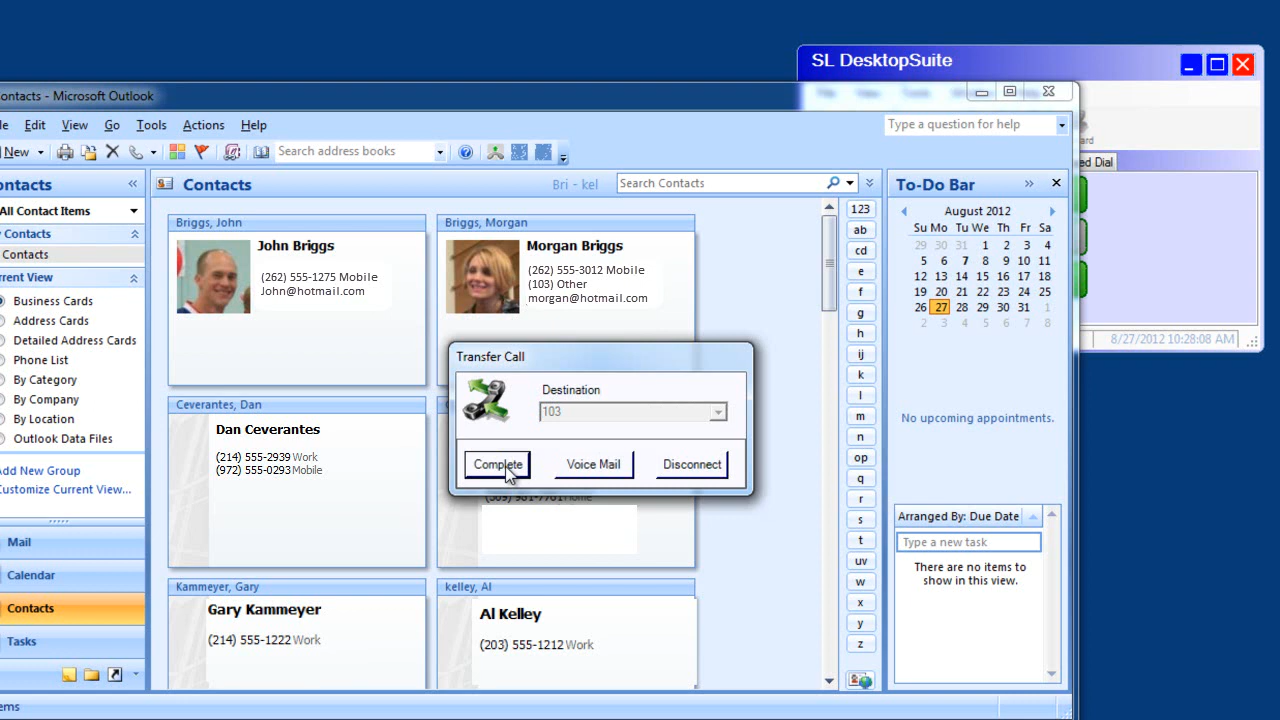 SL DesktopSuite
ontacts - Microsoft Outlook
Edit View Go Tools Actions Help
Type a question for help
New
Search address books
ard
ed Dial
ontacts «
All Contact Items
Contacts
Contacts
rrent View
Business Cards
Address Cards
Detailed Address Cards
Phone List
By Category
By Company
By Location
Outlook Data Files
dd New Group
ustomize Current View...
Mail
Calendar
Contacts
Tasks
ems
Contacts
Bri - kel
Search Contacts
Briggs, John
John Briggs
(262) 555-1275 Mobile
John@hotmail.com
Briggs, Morgan
Morgan Briggs
(262) 555-3012 Mobile
(103) Other
morgan@hotmail.com
Ceverantes, Dan
Dan Ceverantes
(214) 555-2939 Work
(972) 555-0293 Mobile
Transfer Call
Destination
103
Complete
Voice Mail
Disconnect
Kammeyer, Gary
Gary Kammeyer
(214) 555-1222 Work
kelley, Al
Al Kelley
(203) 555-1212 Work
123
ab
cd
e
f
g
h
ij
k
l
m
n
op
q
r
s
t
uv
w
x
y
z
To-Do Bar »
August 2012
Su Mo Tu We Th Fr Sa
29 30 31 1 2 3 4
5 6 7 8 9 10 11
12 13 14 15 16 17 18
19 20 21 22 23 24 25
26 27 28 29 30 31 1
2 3 4 5 6 7 8
No upcoming appointments.
Arranged By: Due Date
Type a new task
There are no items to
show in this view.
8/27/2012 10:28:08 AM